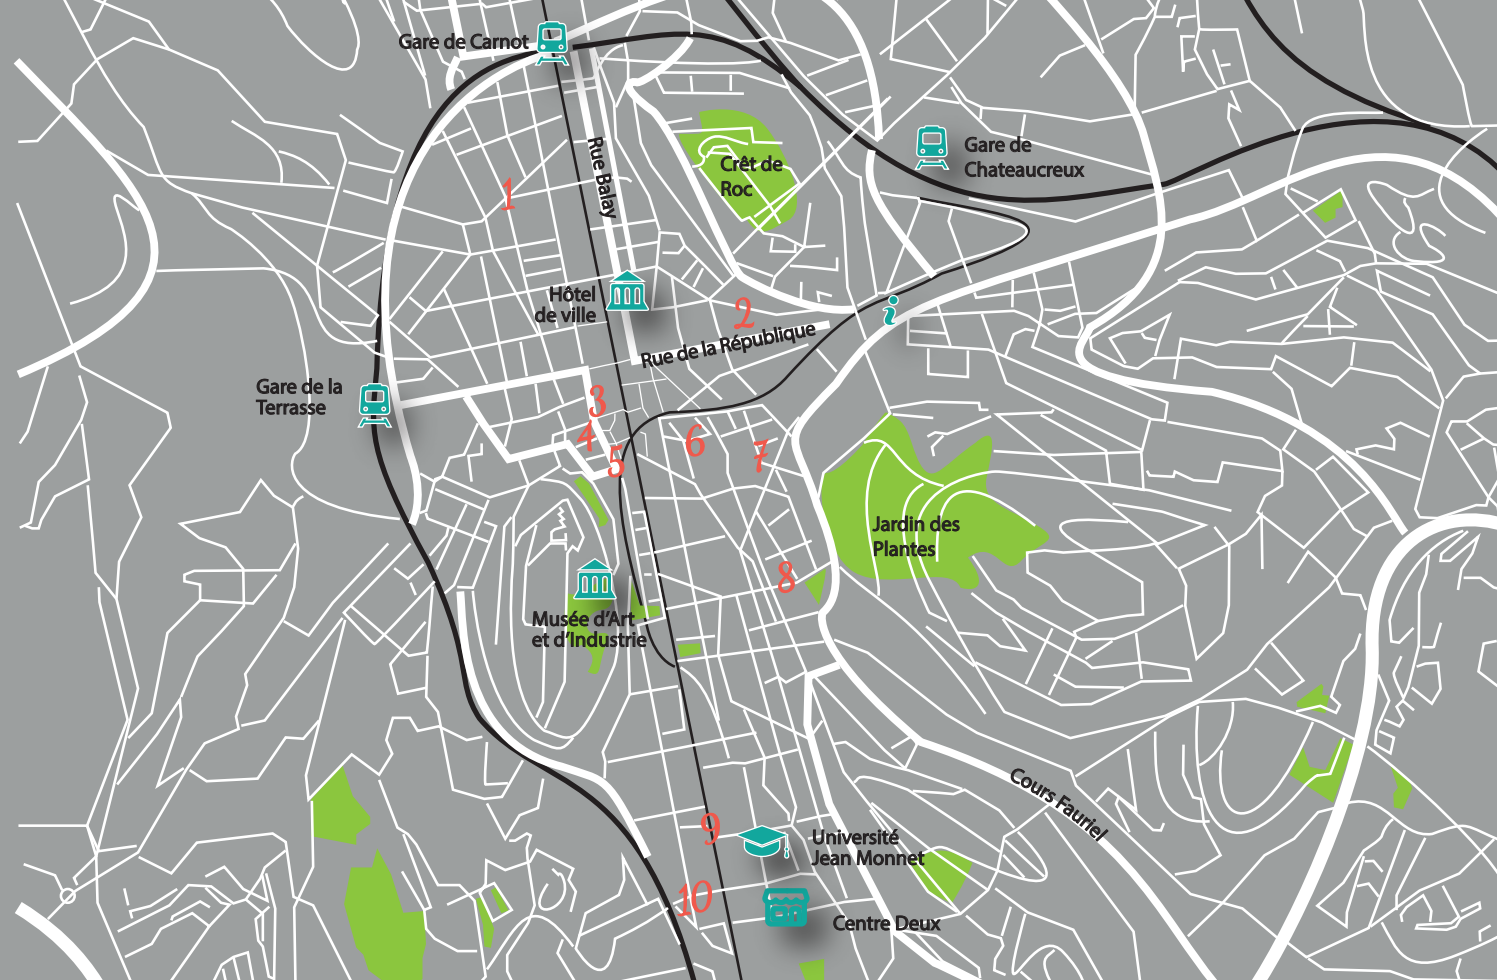 Gare de Carnot
Rue Balay
Crêt de
Roc
Gare de
Chateaucreux
1
Hôtel
de ville
2
Rue de la République
Gare de la
Terrasse
3
4
5
6
7
Jardin des
Plantes
8
Musée d'Art
et d'Industrie
Cours Fauriel
9
Université
Jean Monnet
10
Centre Deux